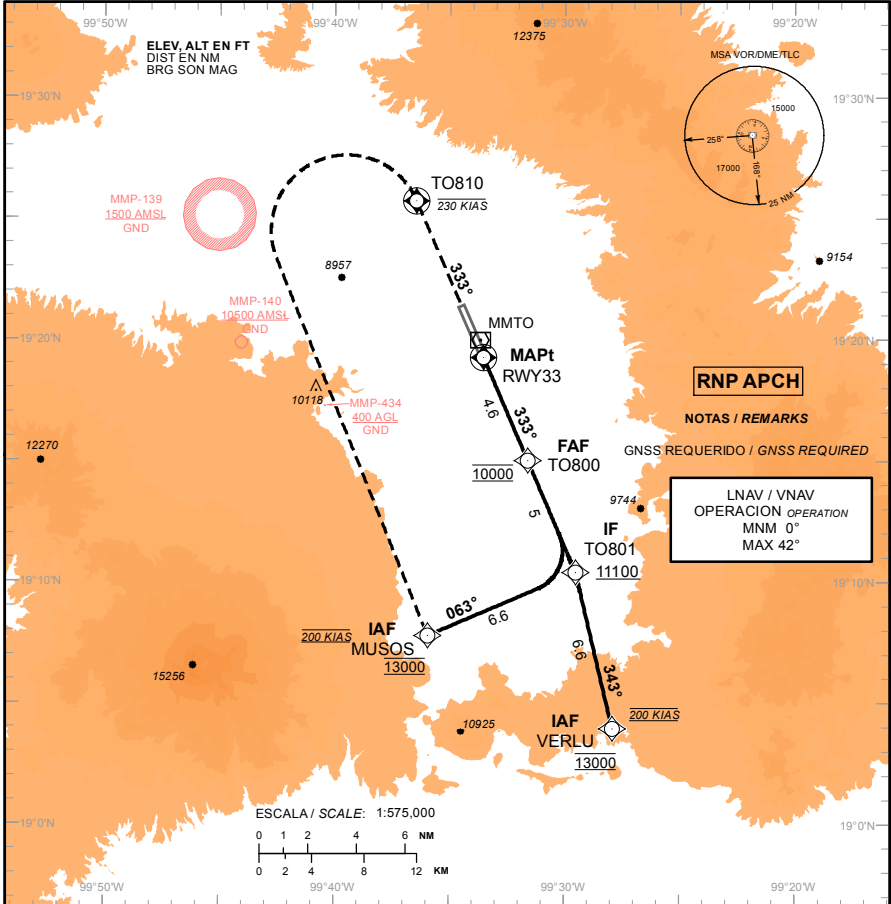 99°50'W
99°40'W
99°30'W
99°20'W
12375
ELEV, ALT EN FT
DIST EN NM
BRG SON MAG
MSA VOR/DME/TLC
19°30'N
19°30'N
15000
258°
17000
168°
25 NM
TO810
230 KIAS
MMP-139
1500 AMSL
GND
9154
8957
333°
MMP-140
10500 AMSL
GND
19°20'N
MMTO
19°20'N
MAPt
RWY33
RNP APCH
10118
MMP-434
400 AGL
GND
4.6
333°
NOTAS / REMARKS
12270
FAF
TO800
10000
GNSS REQUERIDO / GNSS REQUIRED
9744
LNAV / VNAV
OPERACION OPERATION
MNM 0°
MAX 42°
5
IF
TO801
11100
19°10'N
19°10'N
063°
6.6
200 KIAS
IAF
MUSOS
13000
6.6
343°
15256
10925
200 KIAS
IAF
VERLU
13000
ESCALA / SCALE: 1:575,000
0 1 2 4 6 NM
0 2 4 8 12 KM
19°0'N
19°0'N
99°50'W
99°40'W
99°30'W
99°20'W